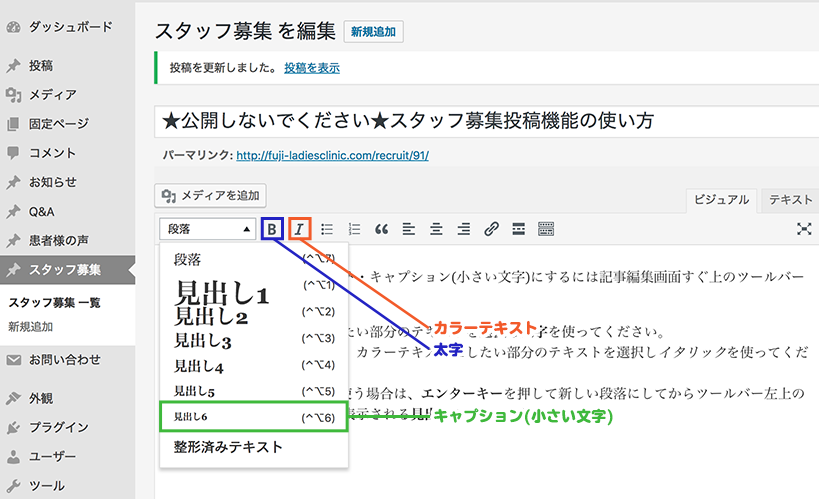 ダッシュボード
投稿
メディア
固定ページ
コメント
お知らせ
Q&A
患者様の声
スタッフ募集
スタッフ募集 一覧
新規追加
お問い合わせ
外観
プラグイン
ユーザー
ツール
スタッフ募集 を編集
新規追加
投稿を更新しました。 投稿を表示
★公開しないでください★スタッフ募集投稿機能の使い方
パーマリンク: http://fuji-ladiesclinic.com/recruit/91/
メディアを追加
ビジュアル
テキスト
段落
B
I
段落 (^⌥7)
見出し1 (^⌥1)
見出し2 (^⌥2)
見出し3 (^⌥3)
見出し4 (^⌥4)
見出し5 (^⌥5)
見出し6 (^⌥6)
整形済みテキスト
・キャプション(小さい文字)にするには記事編集画面すぐ上のツールバー
カラーテキスト
たい部分のテ
字を使ってください。
太字
カラーテキ
したい部分のテキストを選択しイタリックを使ってくだ
使う場合は、エンターキーを押して新しい段落にしてからツールバー左上の
表示される見
キャプション(小さい文字)